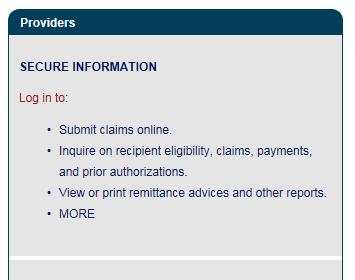 Providers
SECURE INFORMATION
Log in to:
• Submit claims online.
• Inquire on recipient eligibility, claims, payments,
and prior authorizations.
• View or print remittance advices and other reports.
• MORE